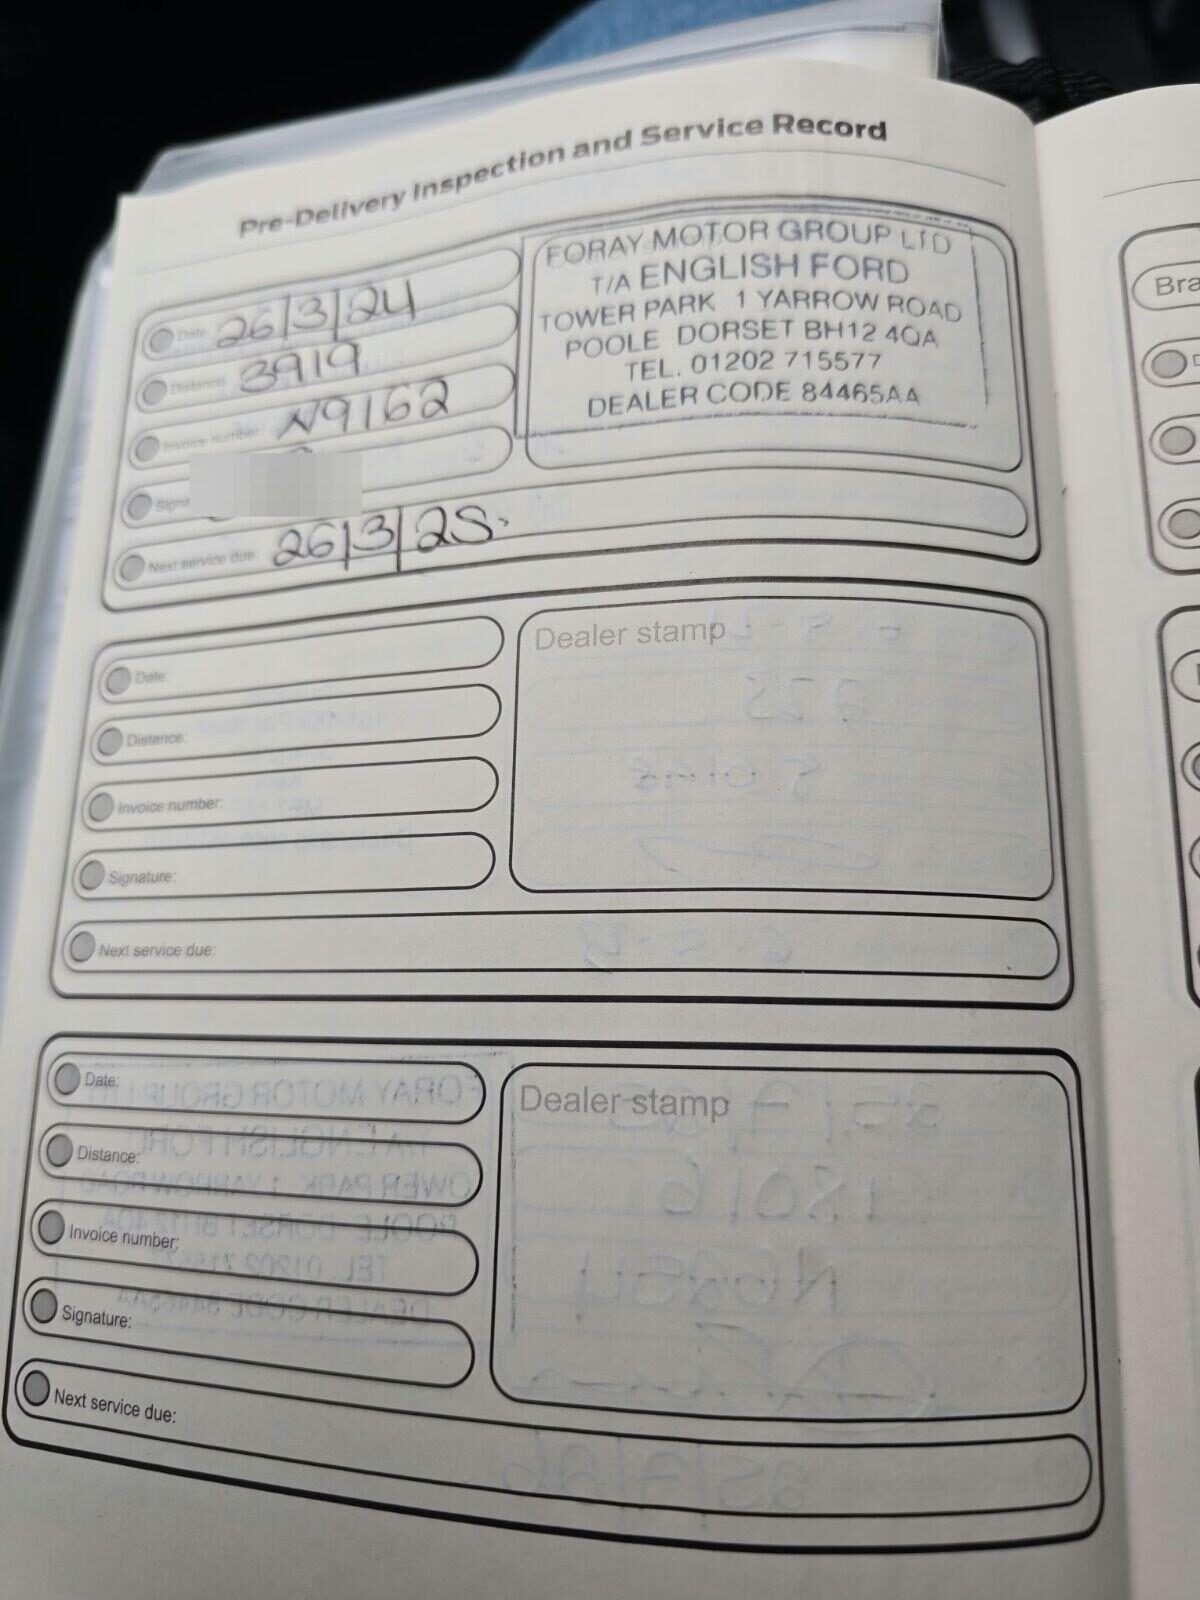 Pre-Delivery Inspection and Service Record
Date: 26/3/24
Distance: 3919
Invoice number: N9162
Signa
Next service due: 26/3/25.
FORAY MOTOR GROUP LTD
T/A ENGLISH FORD
TOWER PARK 1 YARROW ROAD
POOLE DORSET BH12 4QA
TEL. 01202 715577
DEALER CODE 84465AA
Date:
Distance:
Invoice number:
Signature:
Next service due:
Dealer stamp
Date:
Distance:
Invoice number:
Signature:
Next service due:
Dealer stamp
Bra